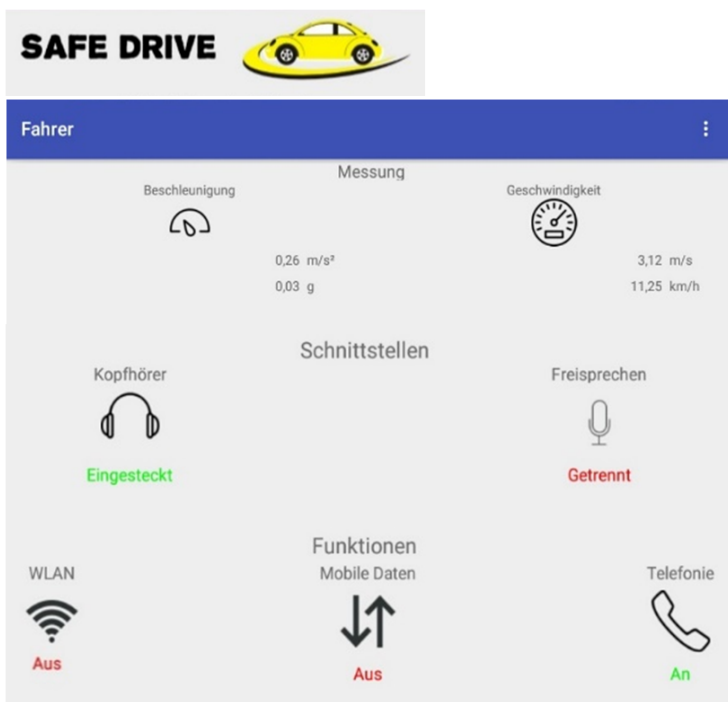 SAFE DRIVE
Fahrer
Messung
Beschleunigung
Geschwindigkeit
0,26 m/s²
3,12 m/s
0,03 g
11,25 km/h
Schnittstellen
Kopfhörer
Freisprechen
Eingesteckt
Getrennt
Funktionen
WLAN
Mobile Daten
Telefonie
Aus
Aus
An